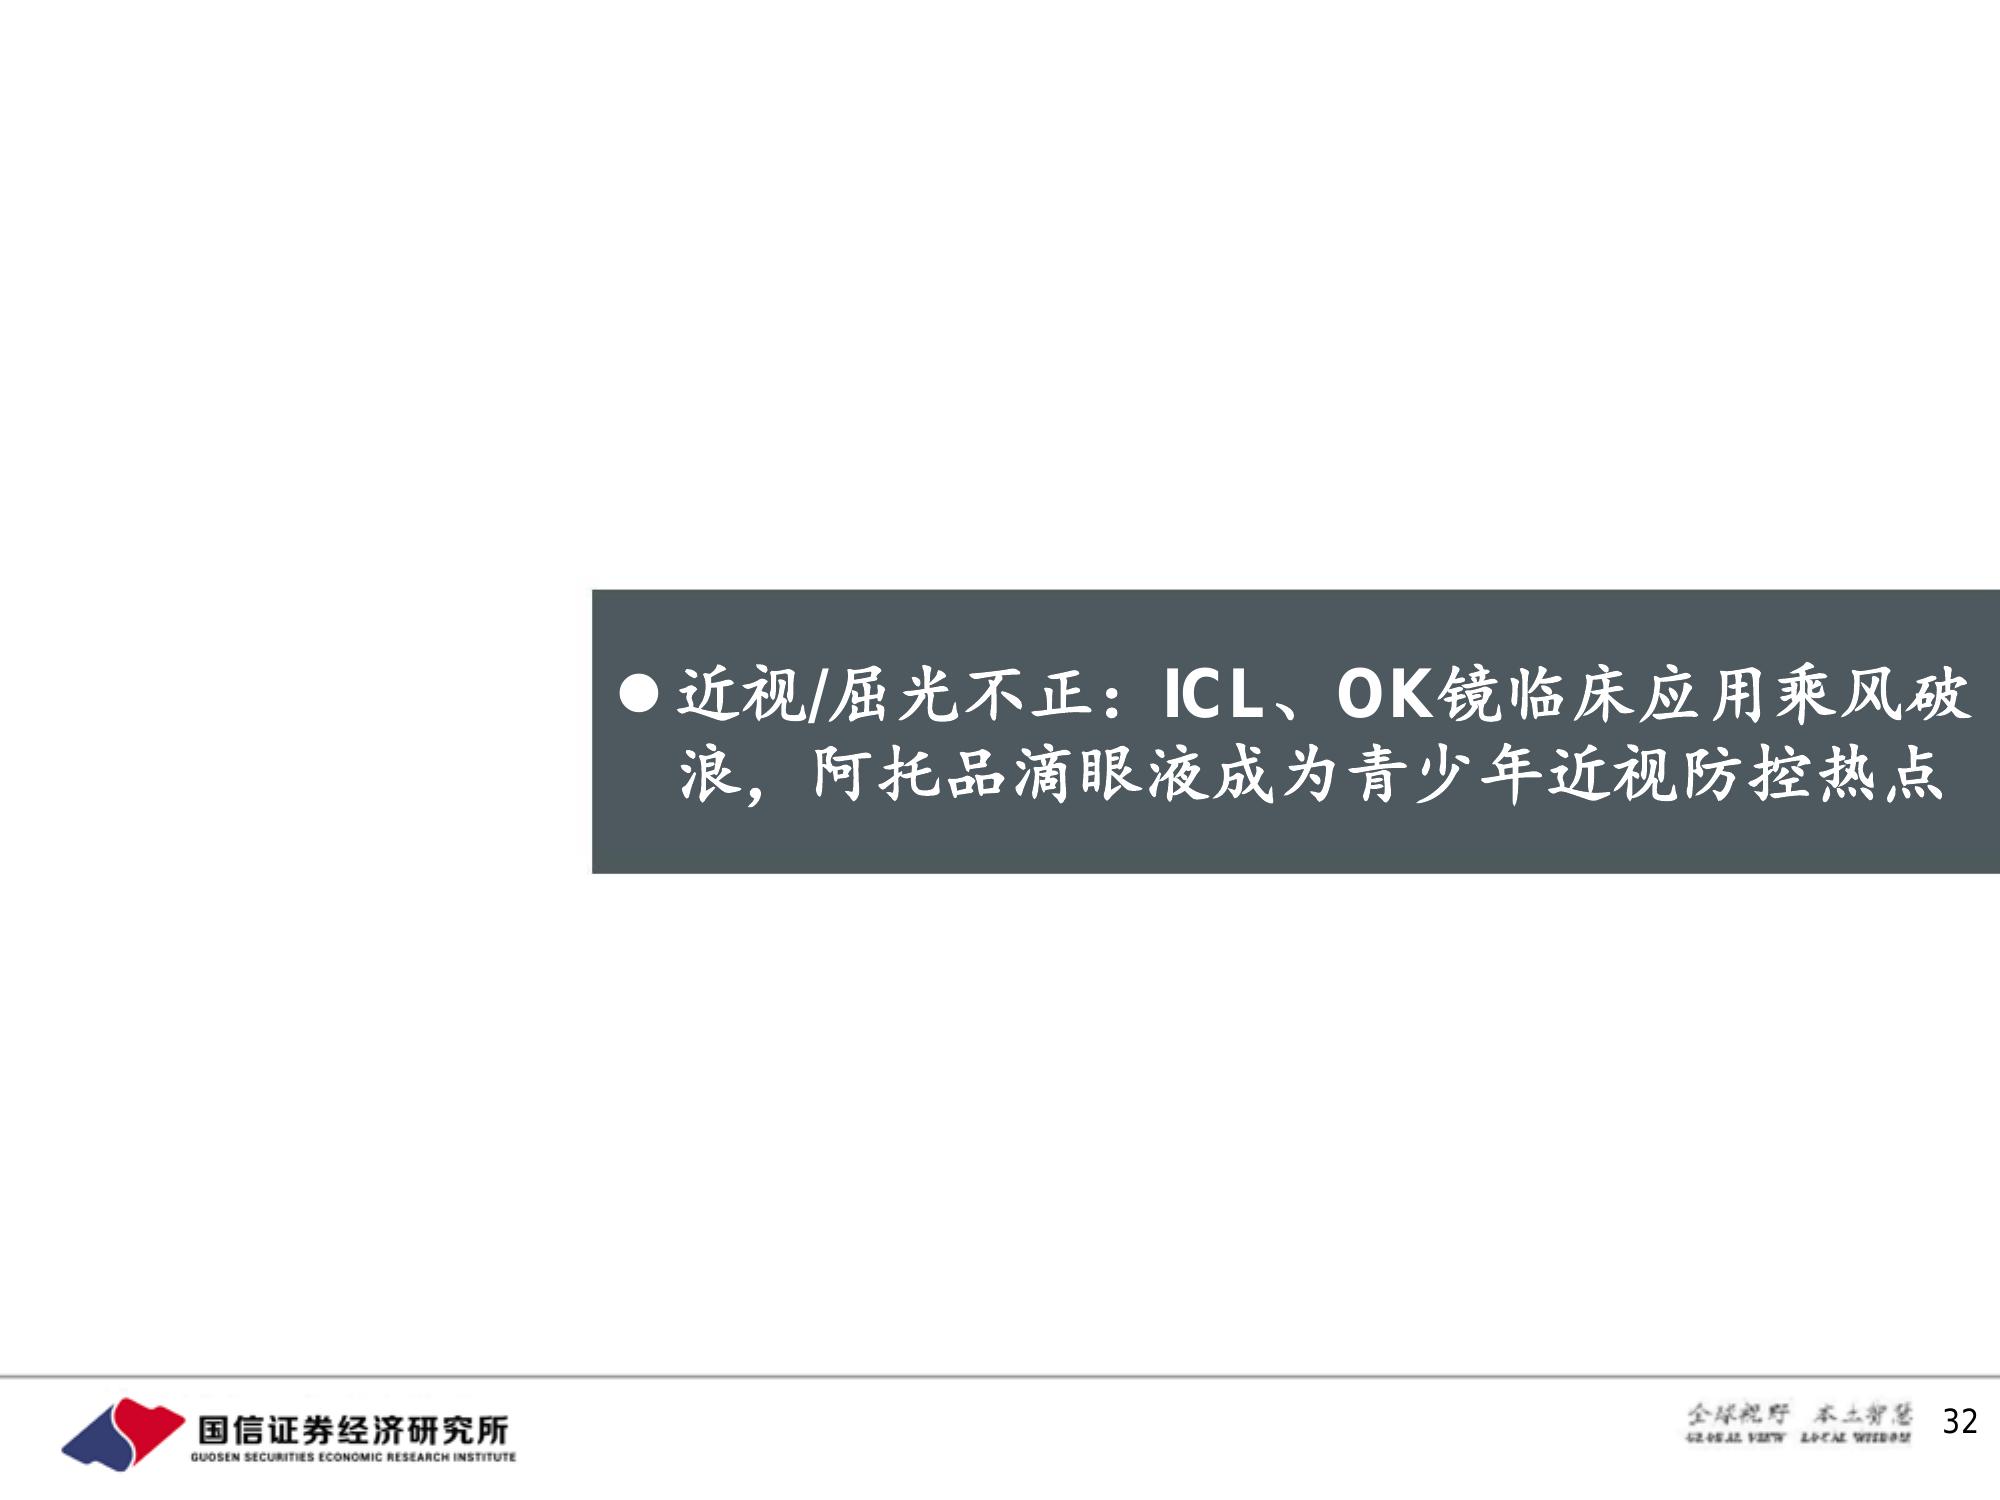 ● 近视/屈光不正：ICL、OK镜临床应用乘风破
浪，阿托品滴眼液成为青少年近视防控热点
国信证券经济研究所
GUOSEN SECURITIES ECONOMIC RESEARCH INSTITUTE
全球视野 本土智慧
GLOBAL VIEW LOCAL WISDOM
32